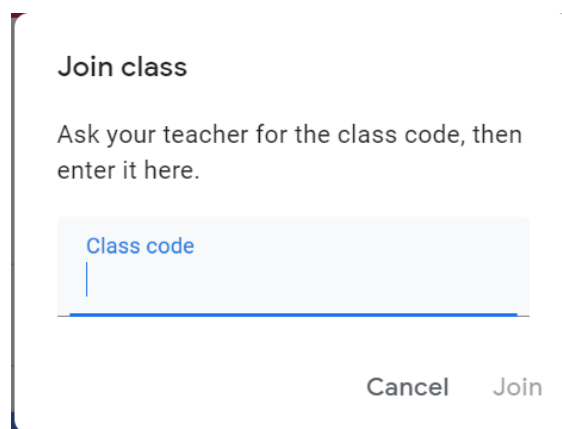 Join class
Ask your teacher for the class code, then
enter it here.
Class code
Cancel Join